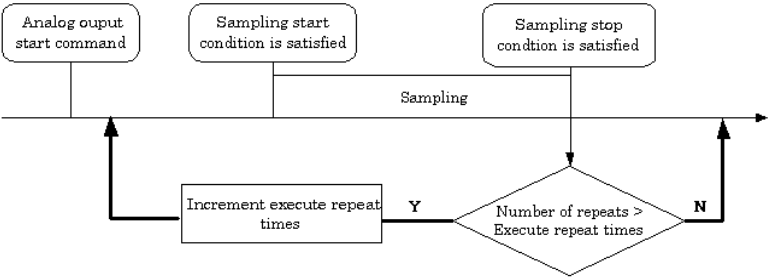 Analog ouput
start command
Sampling start
condition is satisfied
Sampling stop
condtion is satisfied
Sampling
Increment execute repeat
times
Y
Number of repeats >
Execute repeat times
N